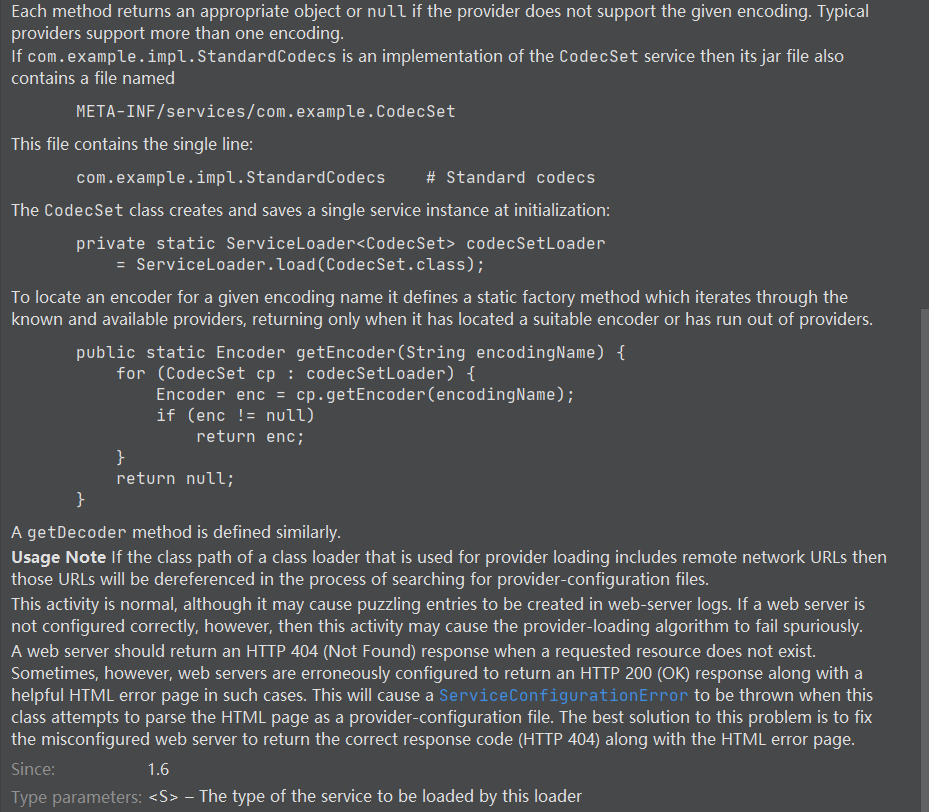 Each method returns an appropriate object or null if the provider does not support the given encoding. Typical
providers support more than one encoding.
If com.example.impl.StandardCodecs is an implementation of the CodecSet service then its jar file also
contains a file named
META-INF/services/com.example.CodecSet
This file contains the single line:
com.example.impl.StandardCodecs    # Standard codecs
The CodecSet class creates and saves a single service instance at initialization:
private static ServiceLoader<CodecSet> codecSetLoader
    = ServiceLoader.load(CodecSet.class);
To locate an encoder for a given encoding name it defines a static factory method which iterates through the
known and available providers, returning only when it has located a suitable encoder or has run out of providers.
public static Encoder getEncoder(String encodingName) {
    for (CodecSet cp : codecSetLoader) {
        Encoder enc = cp.getEncoder(encodingName);
        if (enc != null)
            return enc;
    }
    return null;
}
A getDecoder method is defined similarly.
Usage Note If the class path of a class loader that is used for provider loading includes remote network URLs then
those URLs will be dereferenced in the process of searching for provider-configuration files.
This activity is normal, although it may cause puzzling entries to be created in web-server logs. If a web server is
not configured correctly, however, then this activity may cause the provider-loading algorithm to fail spuriously.
A web server should return an HTTP 404 (Not Found) response when a requested resource does not exist.
Sometimes, however, web servers are erroneously configured to return an HTTP 200 (OK) response along with a
helpful HTML error page in such cases. This will cause a ServiceConfigurationError to be thrown when this
class attempts to parse the HTML page as a provider-configuration file. The best solution to this problem is to fix
the misconfigured web server to return the correct response code (HTTP 404) along with the HTML error page.
Since: 1.6
Type parameters: <S> – The type of the service to be loaded by this loader